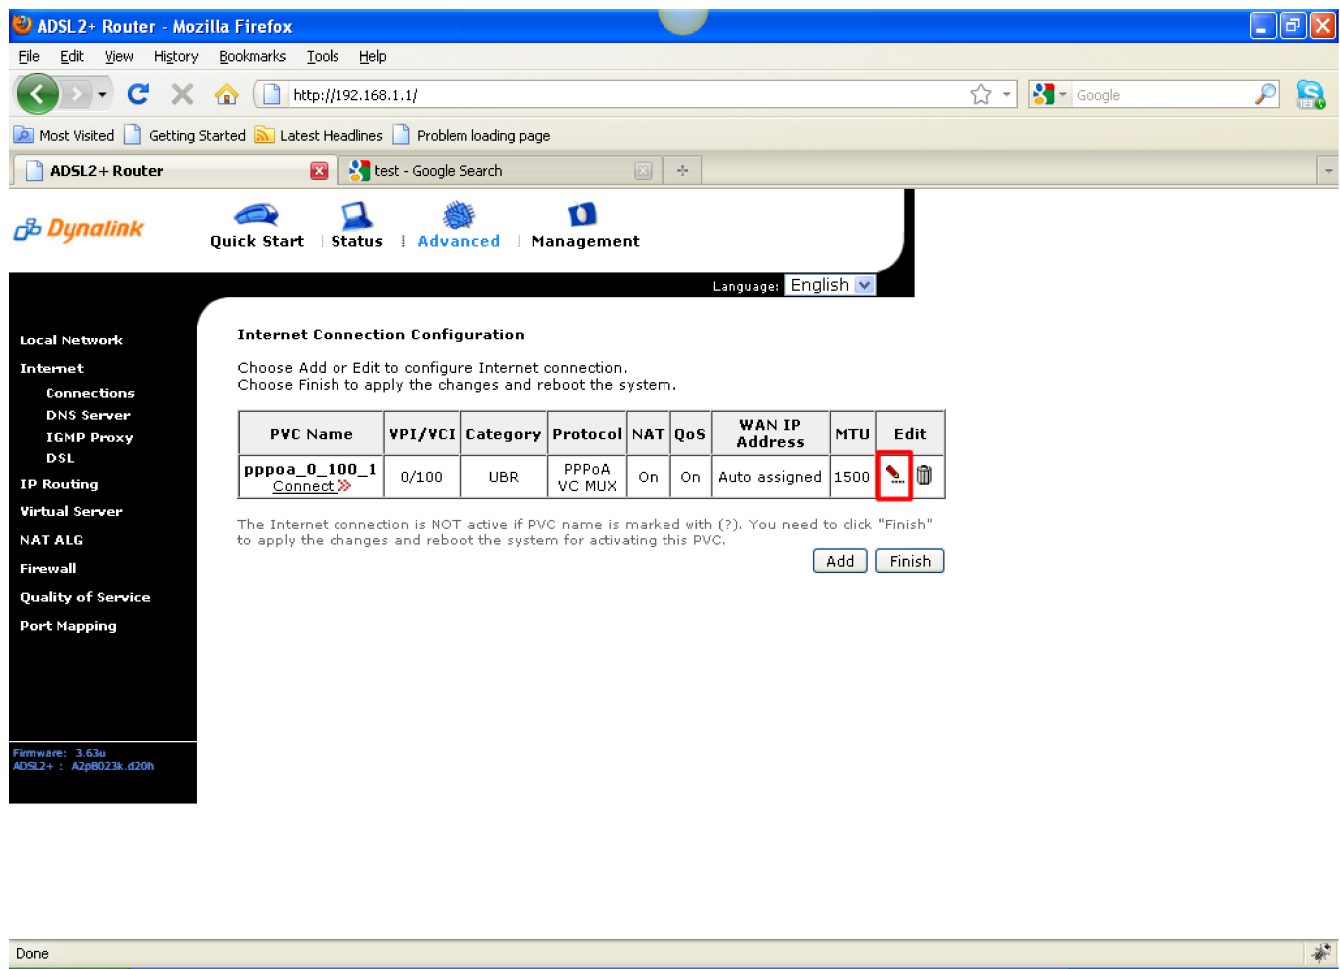 ADSL2+ Router - Mozilla Firefox
File Edit View History Bookmarks Tools Help
http://192.168.1.1/ Google
Most Visited Getting Started Latest Headlines Problem loading page
ADSL2+ Router test - Google Search
Dynalink
Quick Start Status Advanced Management
Language: English
Local Network
Internet
Connections
DNS Server
IGMP Proxy
DSL
IP Routing
Virtual Server
NAT ALG
Firewall
Quality of Service
Port Mapping
Firmware: 3.63u
ADSL2+ : A2pB023k.d20h
Internet Connection Configuration
Choose Add or Edit to configure Internet connection.
Choose Finish to apply the changes and reboot the system.
PVC Name VPI/VCI Category Protocol NAT QoS WAN IP Address MTU Edit
pppoa_0_100_1 Connect 0/100 UBR PPPoA VC MUX On On Auto assigned 1500
The Internet connection is NOT active if PVC name is marked with (?). You need to click "Finish"
to apply the changes and reboot the system for activating this PVC.
Add Finish
Done